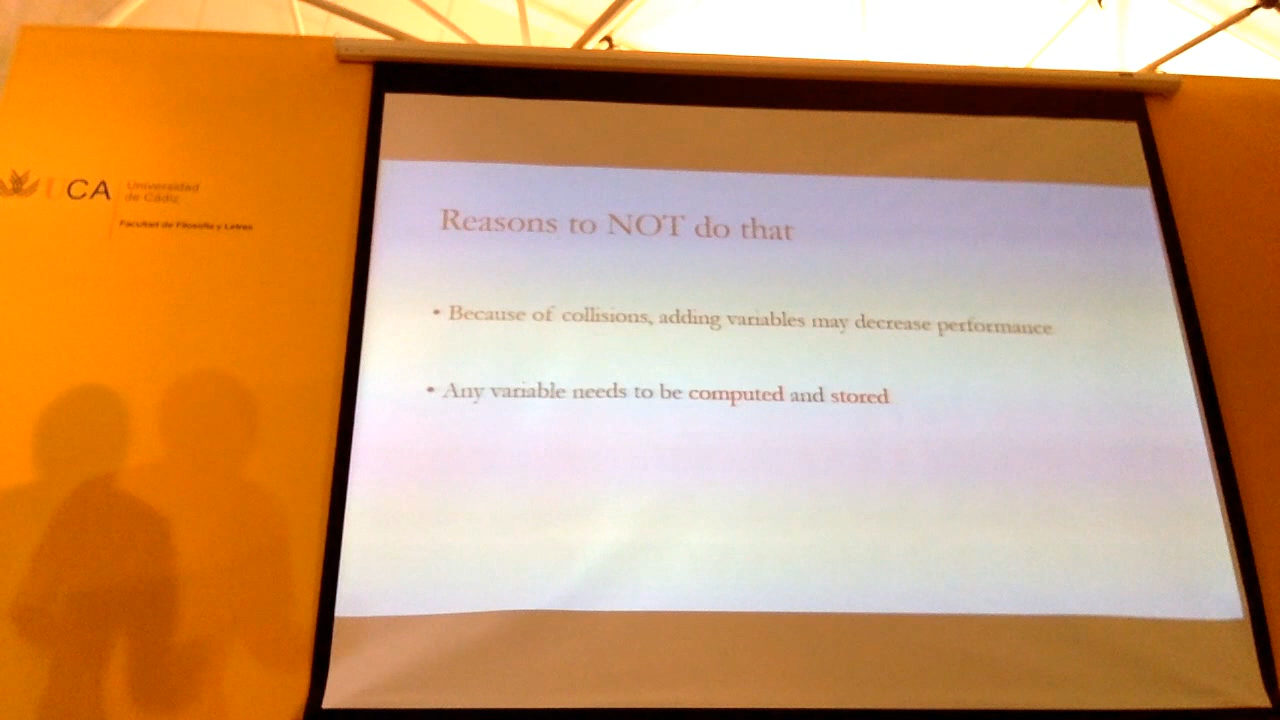 UCA
Universidad
de Cádiz
Facultad de Filosofía y Letras
Reasons to NOT do that
• Because of collisions, adding variables may decrease performance
• Any variable needs to be computed and stored